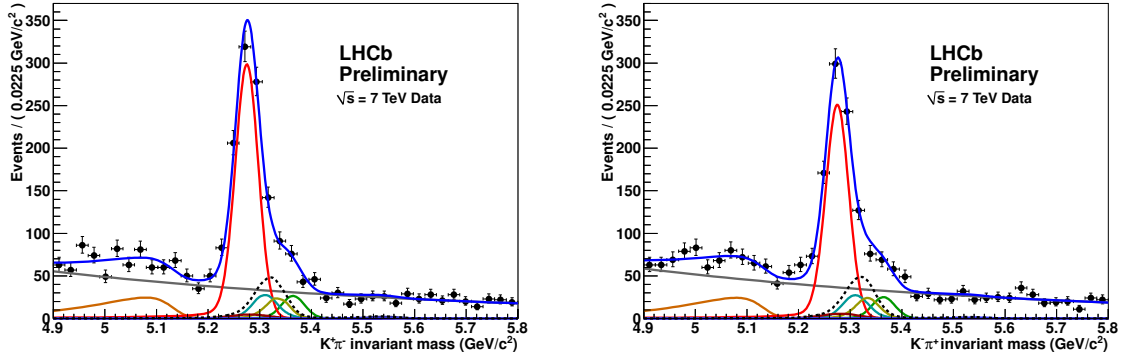 Events / ( 0.0225 GeV/c² )
350
300
250
200
150
100
50
0
LHCb
Preliminary
√s = 7 TeV Data
4.9 5 5.1 5.2 5.3 5.4 5.5 5.6 5.7 5.8
K⁺π⁻ invariant mass (GeV/c²)
Events / ( 0.0225 GeV/c² )
350
300
250
200
150
100
50
0
LHCb
Preliminary
√s = 7 TeV Data
4.9 5 5.1 5.2 5.3 5.4 5.5 5.6 5.7 5.8
K⁻π⁺ invariant mass (GeV/c²)